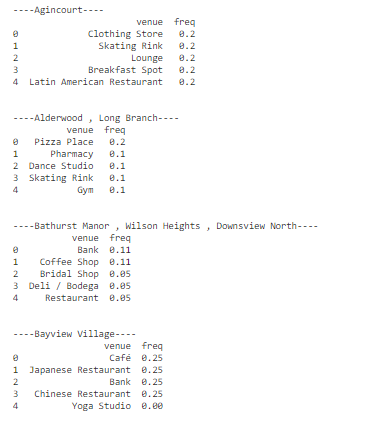 ----Agincourt----
venue freq
0 Clothing Store 0.2
1 Skating Rink 0.2
2 Lounge 0.2
3 Breakfast Spot 0.2
4 Latin American Restaurant 0.2
----Alderwood , Long Branch----
venue freq
0 Pizza Place 0.2
1 Pharmacy 0.1
2 Dance Studio 0.1
3 Skating Rink 0.1
4 Gym 0.1
----Bathurst Manor , Wilson Heights , Downsview North----
venue freq
0 Bank 0.11
1 Coffee Shop 0.11
2 Bridal Shop 0.05
3 Deli / Bodega 0.05
4 Restaurant 0.05
----Bayview Village----
venue freq
0 Café 0.25
1 Japanese Restaurant 0.25
2 Bank 0.25
3 Chinese Restaurant 0.25
4 Yoga Studio 0.00